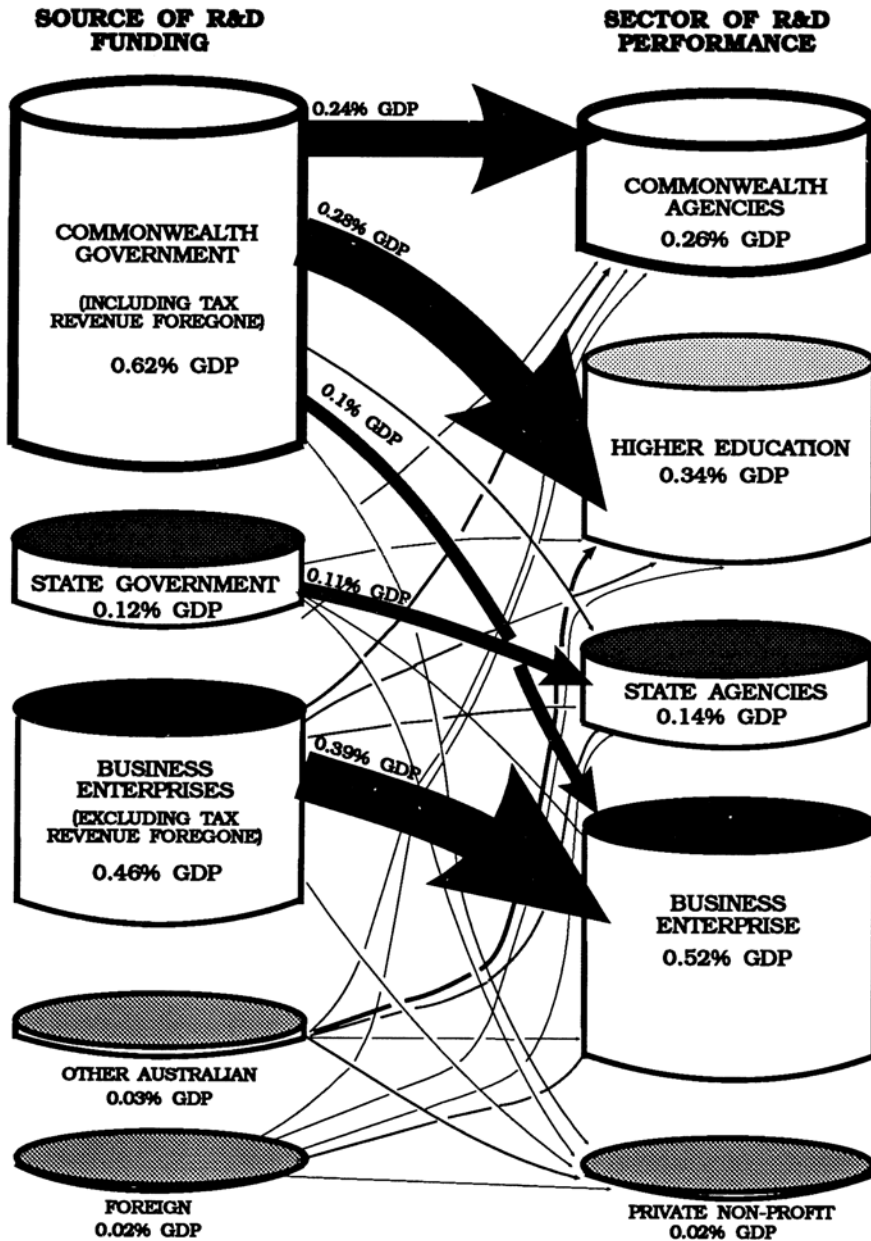 SOURCE OF R&D
FUNDING
SECTOR OF R&D
PERFORMANCE
0.24% GDP
COMMONWEALTH
GOVERNMENT
(INCLUDING TAX
REVENUE FOREGONE)
0.62% GDP
COMMONWEALTH
AGENCIES
0.26% GDP
0.28% GDP
0.1% GDP
HIGHER EDUCATION
0.34% GDP
STATE GOVERNMENT
0.12% GDP
0.11% GDP
STATE AGENCIES
0.14% GDP
BUSINESS
ENTERPRISES
(EXCLUDING TAX
REVENUE FOREGONE)
0.46% GDP
0.39% GDP
BUSINESS
ENTERPRISE
0.52% GDP
OTHER AUSTRALIAN
0.03% GDP
FOREIGN
0.02% GDP
PRIVATE NON-PROFIT
0.02% GDP